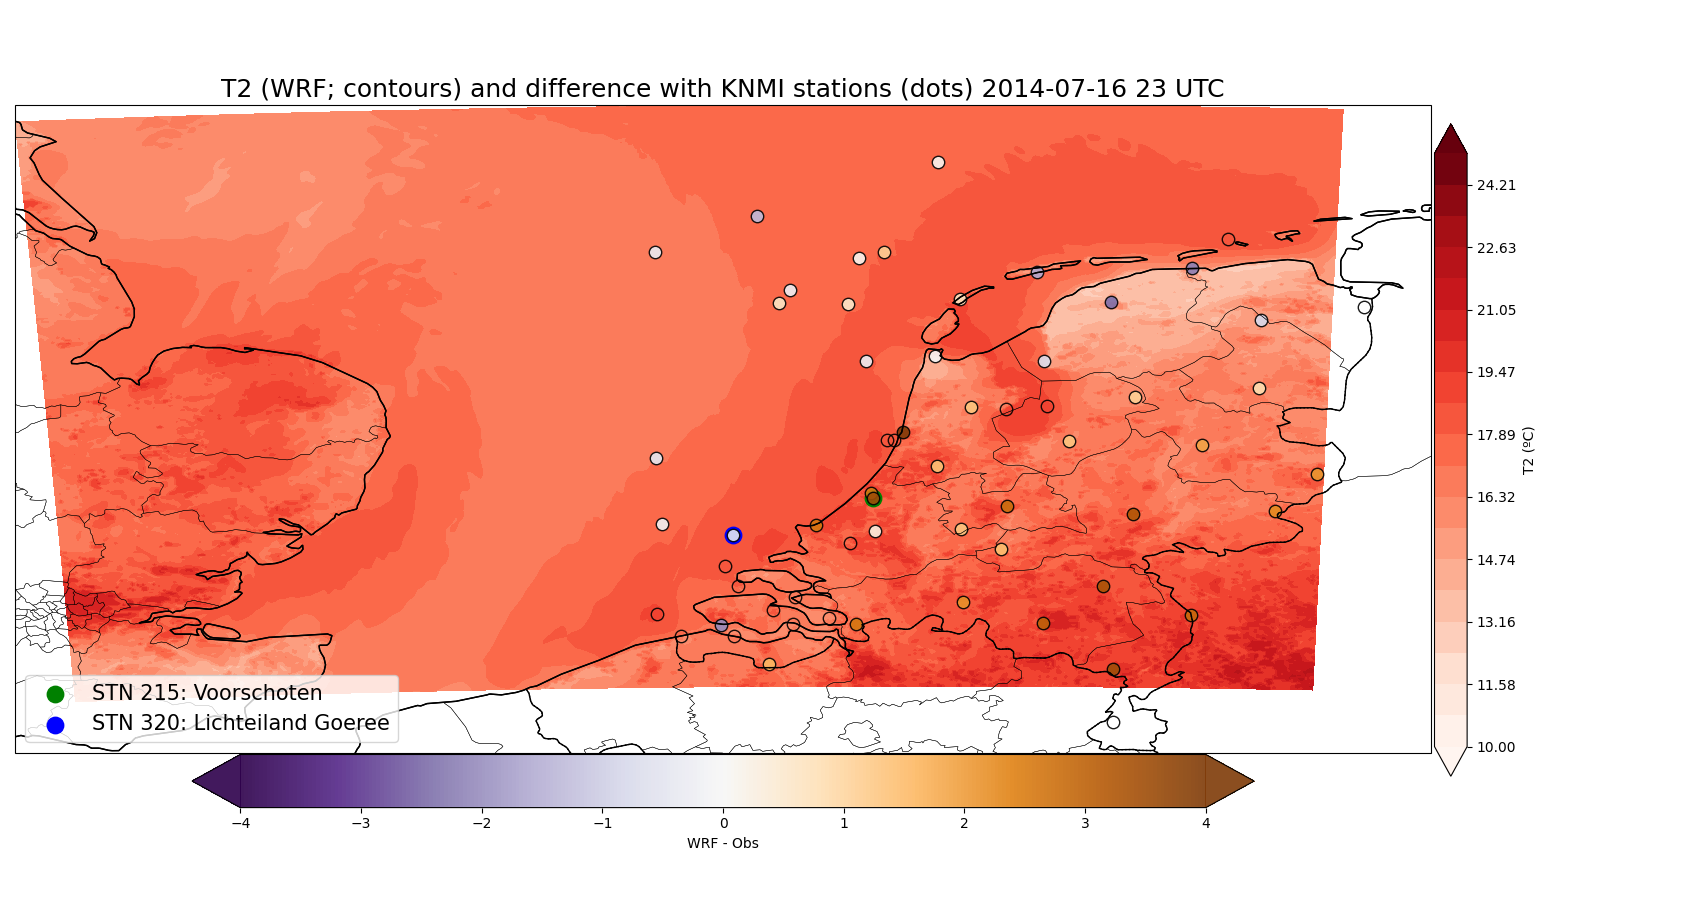 T2 (WRF; contours) and difference with KNMI stations (dots) 2014-07-16 23 UTC
24.21
22.63
21.05
19.47
17.89
16.32
14.74
13.16
11.58
10.00
T2 (ºC)
STN 215: Voorschoten
STN 320: Lichteiland Goeree
−4 −3 −2 −1 0 1 2 3 4
WRF - Obs